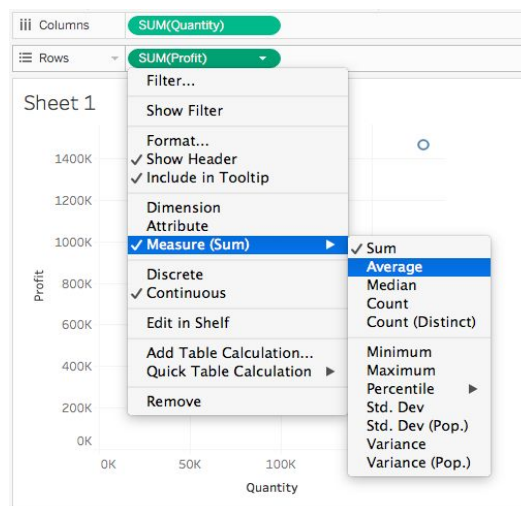 Columns SUM(Quantity)
Rows SUM(Profit)
Sheet 1
Filter...
Show Filter
Format...
✓ Show Header
✓ Include in Tooltip
Dimension
Attribute
✓ Measure (Sum)
Discrete
✓ Continuous
Edit in Shelf
Add Table Calculation...
Quick Table Calculation
Remove
✓ Sum
Average
Median
Count
Count (Distinct)
Minimum
Maximum
Percentile
Std. Dev
Std. Dev (Pop.)
Variance
Variance (Pop.)
Profit
1400K
1200K
1000K
800K
600K
400K
200K
0K
0K 50K 100K
Quantity